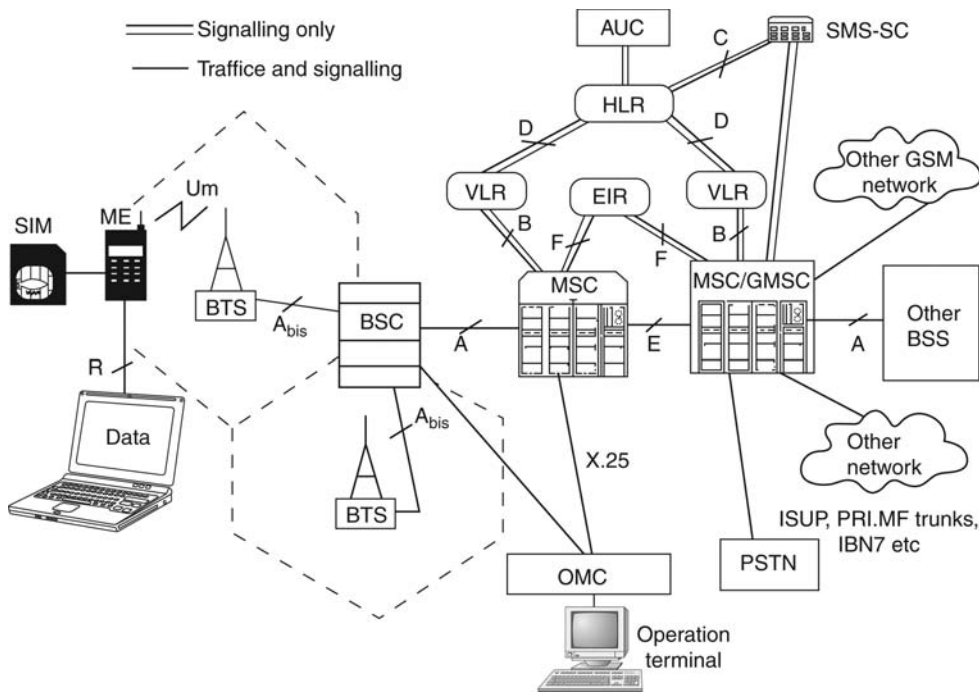 Signalling only
Traffice and signalling
AUC
C
SMS-SC
HLR
D
D
Other GSM
network
VLR
EIR
VLR
Um
SIM
ME
B
F
F
B
MSC
MSC/GMSC
BTS
Abis
BSC
A
E
A
Other
BSS
R
Data
Abis
BTS
X.25
Other
network
ISUP, PRI.MF trunks,
IBN7 etc
OMC
PSTN
Operation
terminal